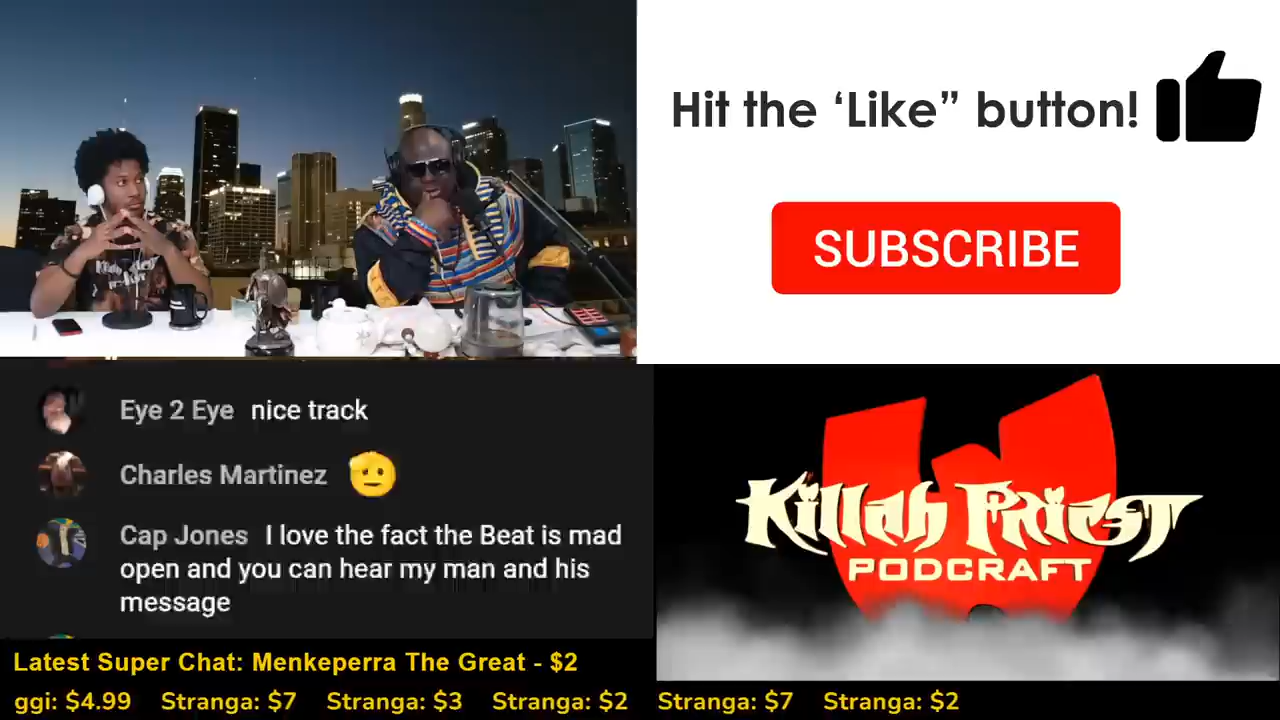 Hit the ‘Like” button!
SUBSCRIBE
Killah Priest
Eye 2 Eye nice track
Charles Martinez
Cap Jones I love the fact the Beat is mad
open and you can hear my man and his
message
Killah Priest
PODCRAFT
Latest Super Chat: Menkeperra The Great - $2
ggi: $4.99 Stranga: $7 Stranga: $3 Stranga: $2 Stranga: $7 Stranga: $2